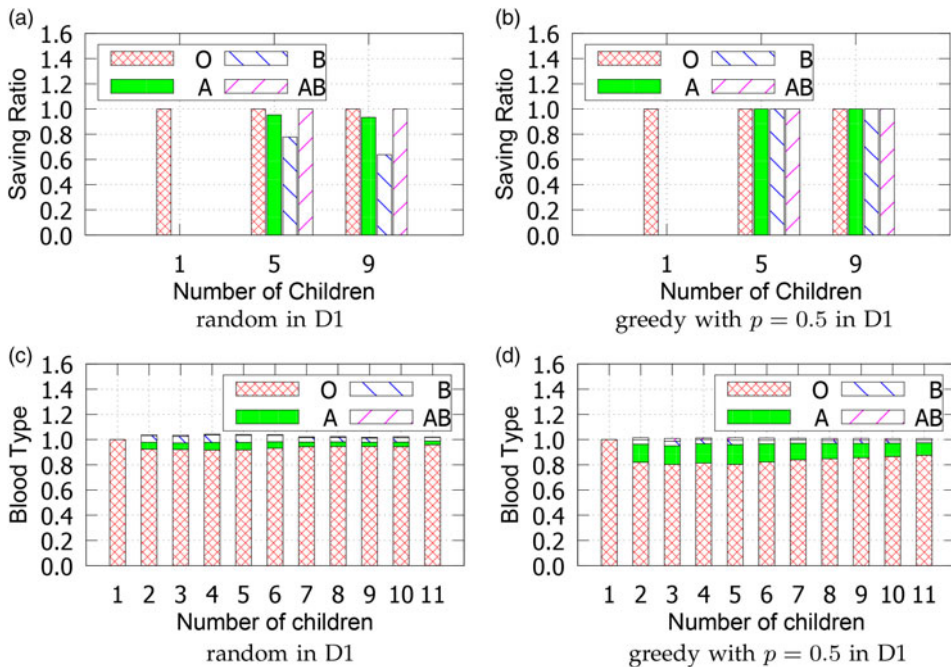 (a)
1.6
1.4
1.2
1.0
0.8
0.6
0.4
0.2
0.0
Saving Ratio
O B
A AB
1 5 9
Number of Children
random in D1
(b)
1.6
1.4
1.2
1.0
0.8
0.6
0.4
0.2
0.0
Saving Ratio
O B
A AB
1 5 9
Number of Children
greedy with p = 0.5 in D1
(c)
1.6
1.4
1.2
1.0
0.8
0.6
0.4
0.2
0.0
Blood Type
O B
A AB
1 2 3 4 5 6 7 8 9 10 11
Number of children
random in D1
(d)
1.6
1.4
1.2
1.0
0.8
0.6
0.4
0.2
0.0
Blood Type
O B
A AB
1 2 3 4 5 6 7 8 9 10 11
Number of children
greedy with p = 0.5 in D1